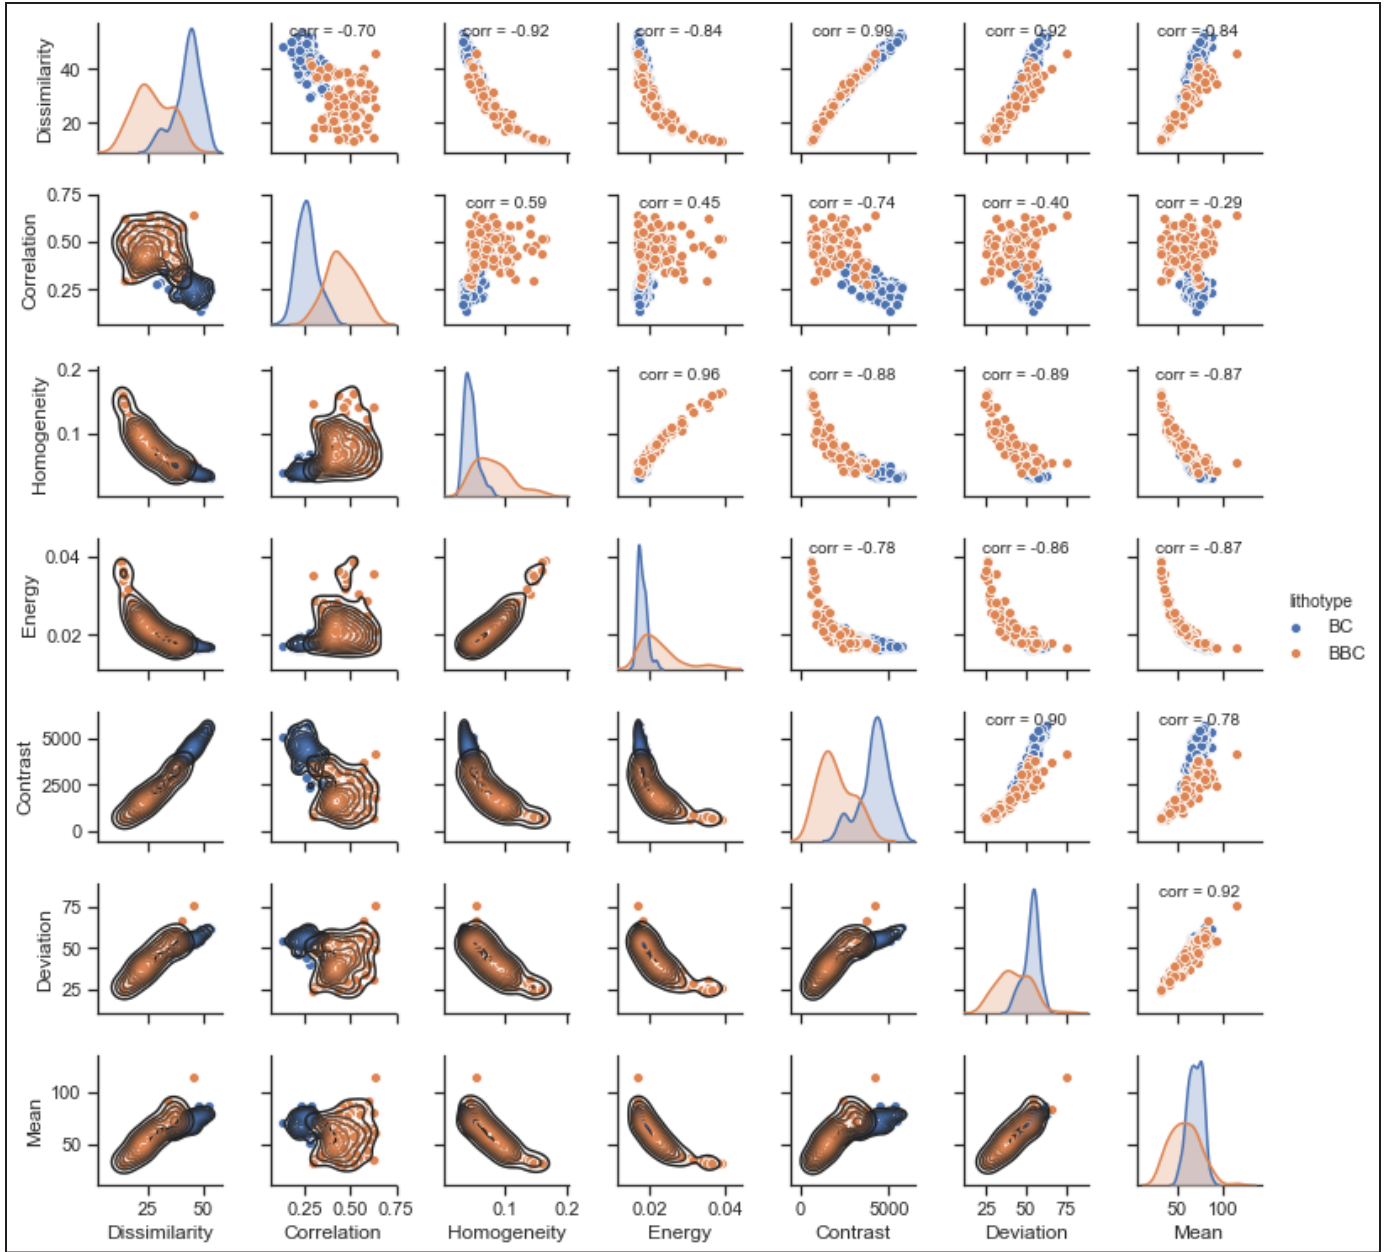 corr = -0.70
corr = -0.92
corr = -0.84
corr = 0.99
corr = 0.92
corr = 0.84
Dissimilarity
40
20
corr = 0.59
corr = 0.45
corr = -0.74
corr = -0.40
corr = -0.29
Correlation
0.75
0.50
0.25
corr = 0.96
corr = -0.88
corr = -0.89
corr = -0.87
Homogeneity
0.2
0.1
corr = -0.78
corr = -0.86
corr = -0.87
Energy
0.04
0.02
lithotype
BC
BBC
corr = 0.90
corr = 0.78
Contrast
5000
2500
0
corr = 0.92
Deviation
75
50
25
Mean
100
50
25 50
0.25 0.50 0.75
0.1 0.2
0.02 0.04
0 5000
25 50 75
50 100
Dissimilarity
Correlation
Homogeneity
Energy
Contrast
Deviation
Mean